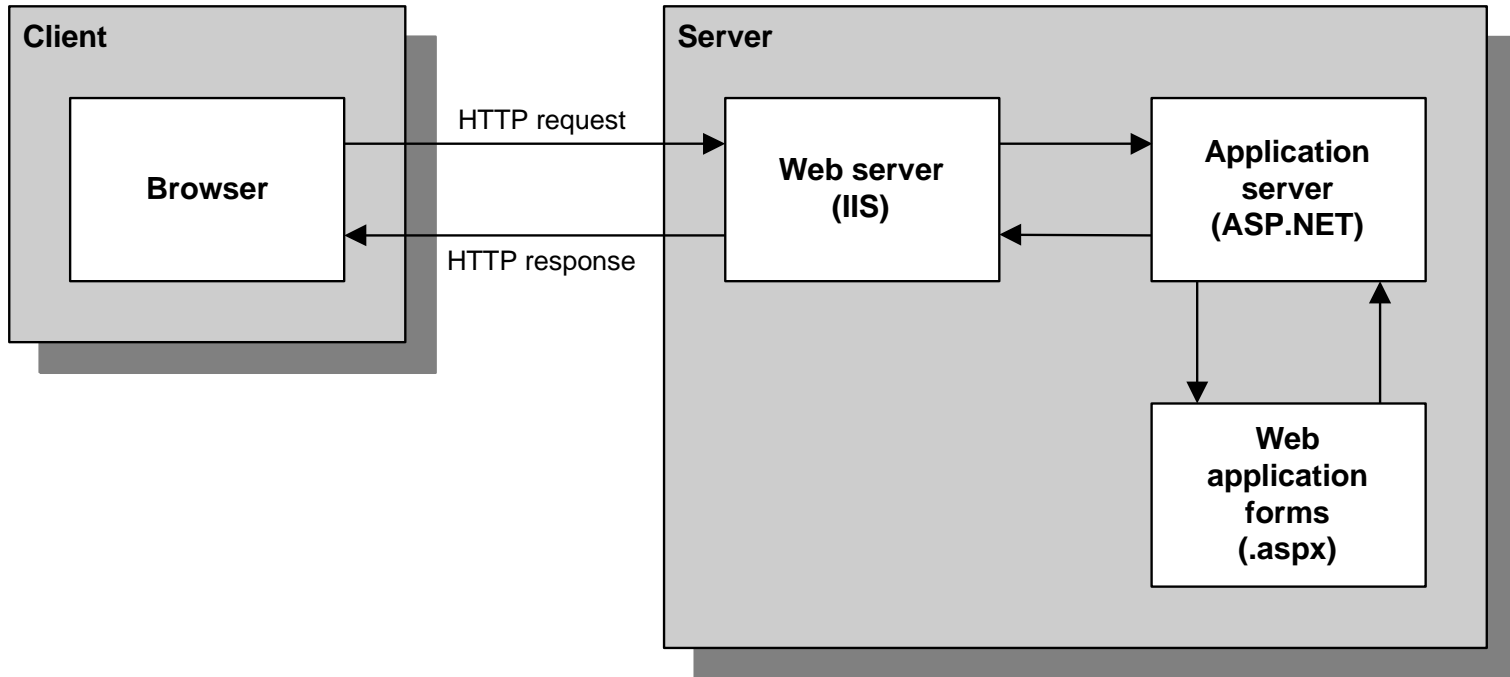 Client
Server
HTTP request
Browser
Web server
(IIS)
Application
server
(ASP.NET)
HTTP response
Web
application
forms
(.aspx)